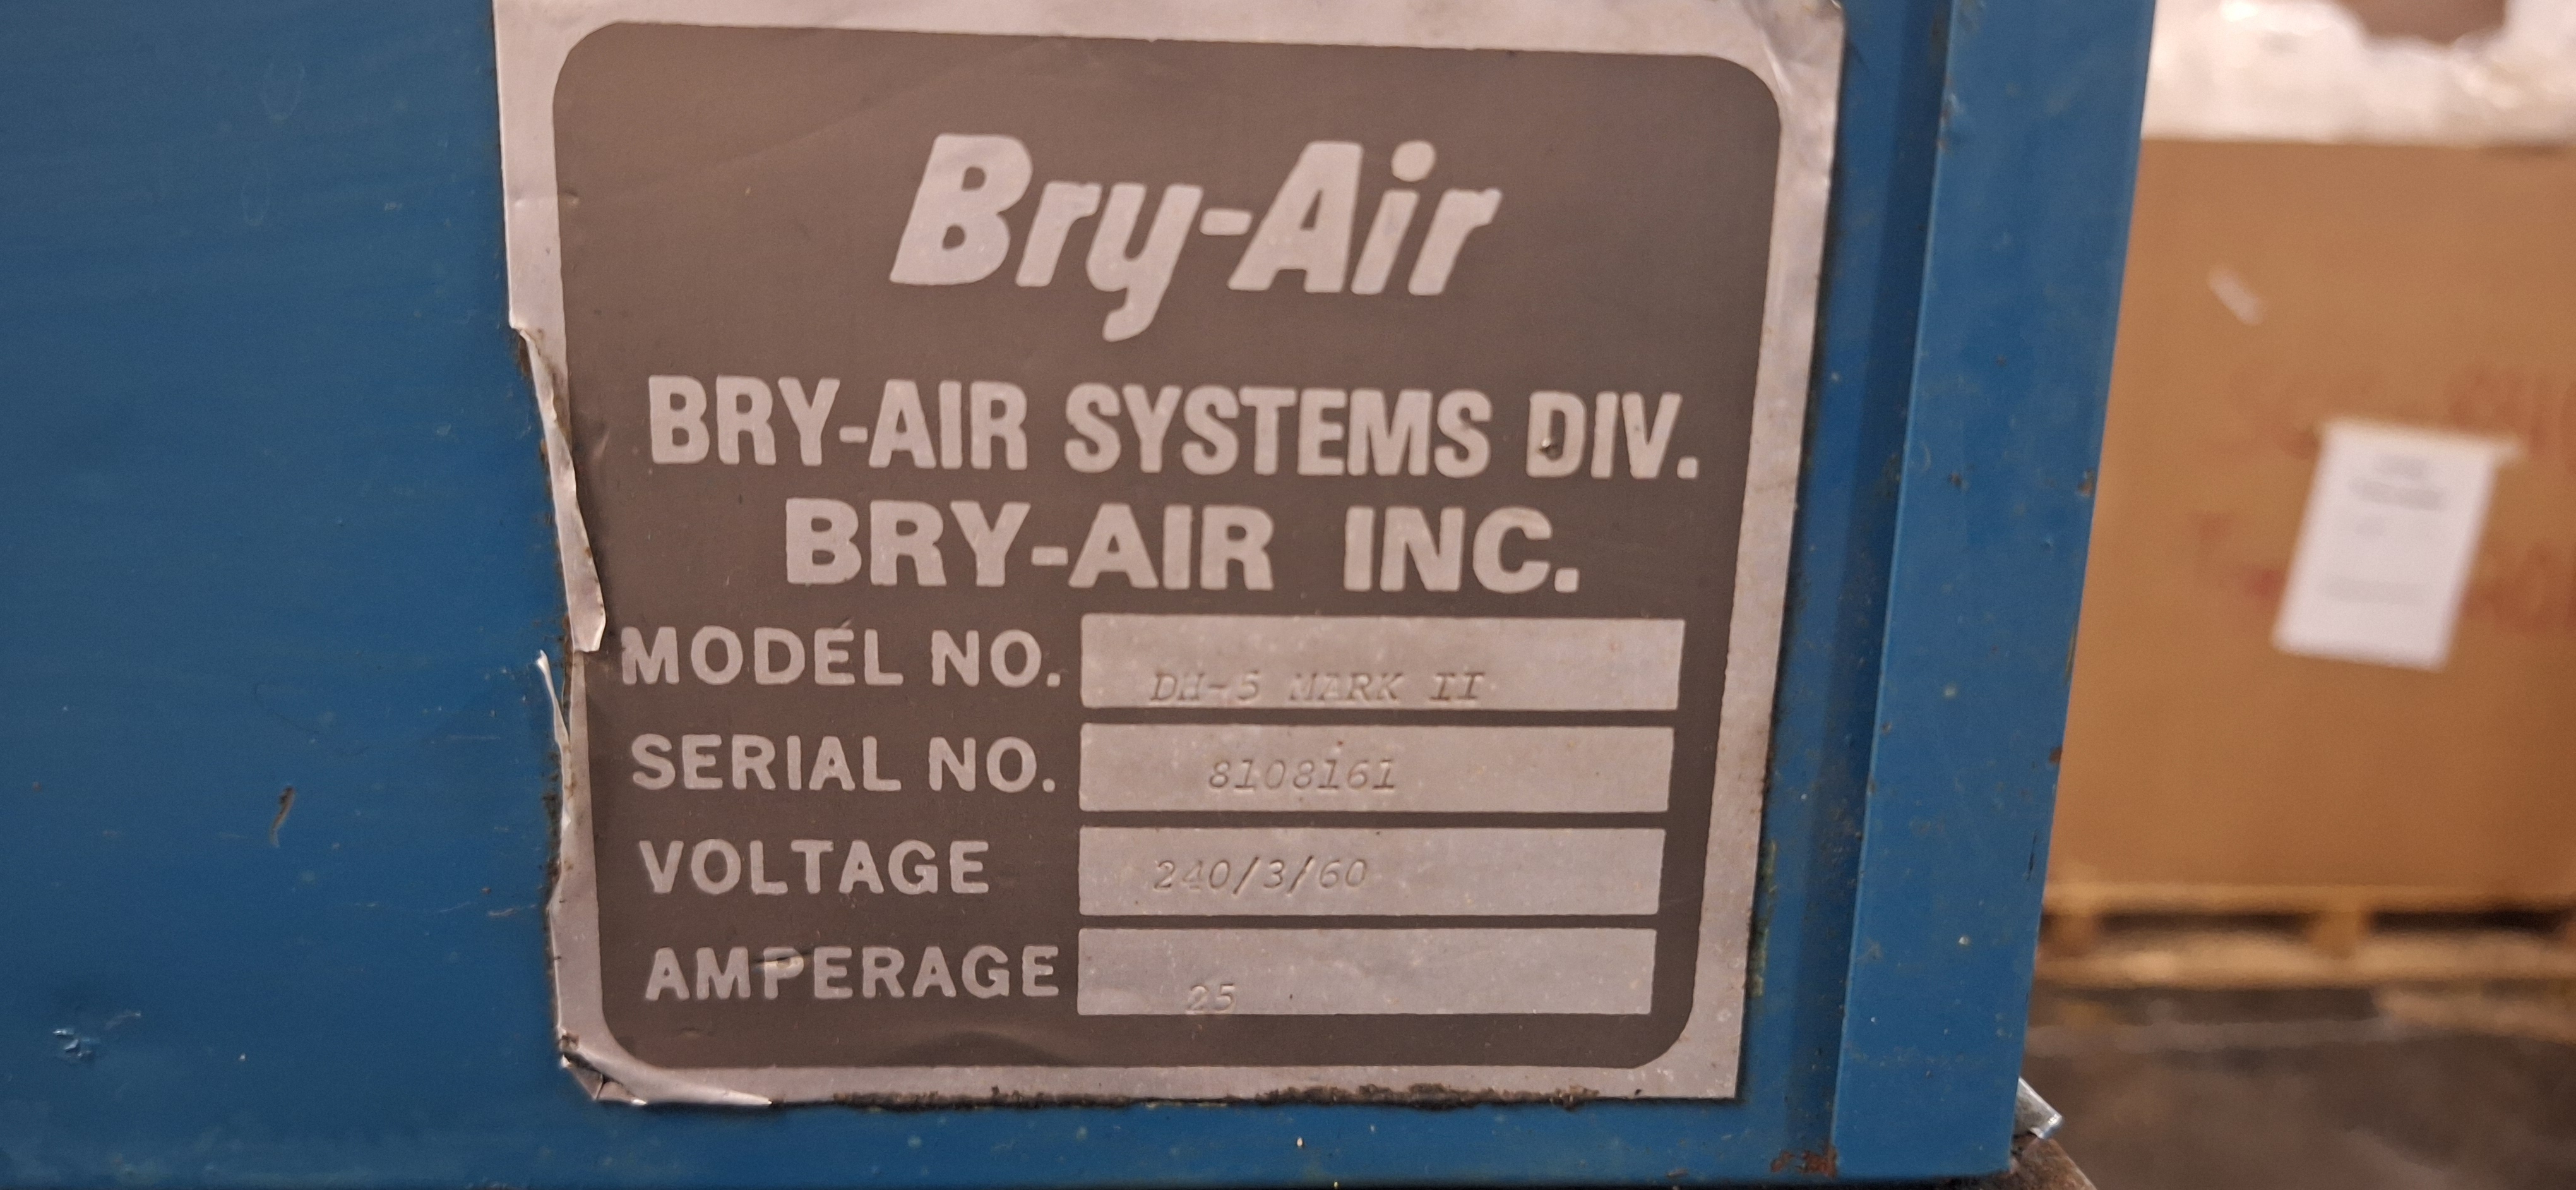 Bry-Air
BRY-AIR SYSTEMS DIV.
BRY-AIR INC.
MODEL NO. DH-5 MARK II
SERIAL NO. 8108161
VOLTAGE 240/3/60
AMPERAGE 25